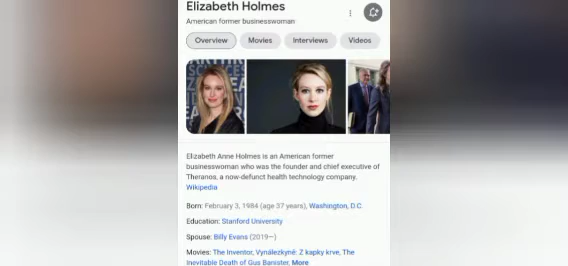 Elizabeth Holmes
American former businesswoman
Overview
Movies
Interviews
Videos
Elizabeth Anne Holmes is an American former
businesswoman who was the founder and chief executive of
Theranos, a now-defunct health technology company.
Wikipedia
Born: February 3, 1984 (age 37 years), Washington, D.C.
Education: Stanford University
Spouse: Billy Evans (2019–)
Movies: The Inventor, Vynálezkyně: Z kapky krve, The
Inevitable Death of Gus Banister, More